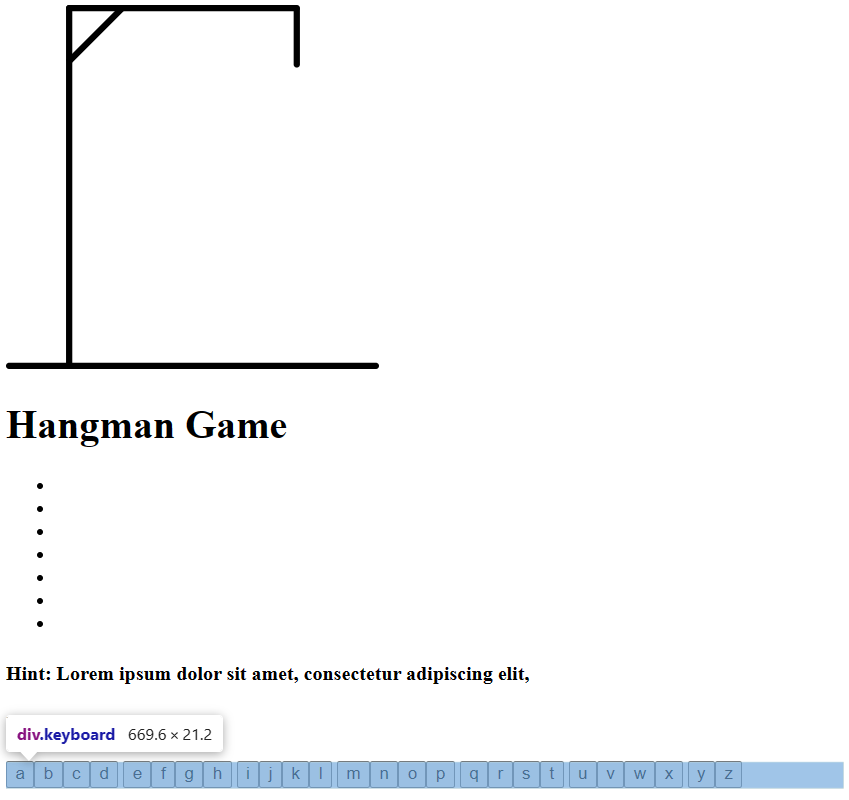 Hangman Game
Hint: Lorem ipsum dolor sit amet, consectetur adipiscing elit,
div.keyboard 669.6 × 21.2
a b c d e f g h i j k l m n o p q r s t u v w x y z